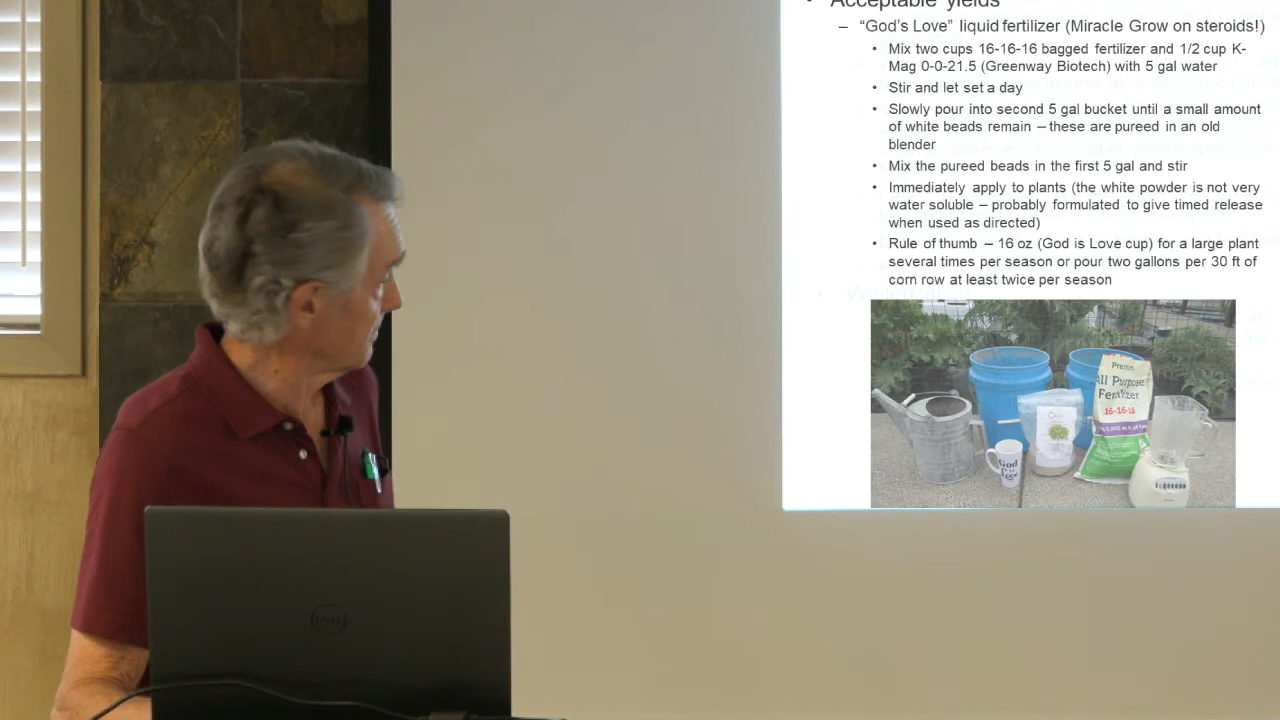 • Acceptable yields
– “God’s Love” liquid fertilizer (Miracle Grow on steroids!)
• Mix two cups 16-16-16 bagged fertilizer and 1/2 cup K-
Mag 0-0-21.5 (Greenway Biotech) with 5 gal water
• Stir and let set a day
• Slowly pour into second 5 gal bucket until a small amount
of white beads remain – these are pureed in an old
blender
• Mix the pureed beads in the first 5 gal and stir
• Immediately apply to plants (the white powder is not very
water soluble – probably formulated to give timed release
when used as directed)
• Rule of thumb – 16 oz (God is Love cup) for a large plant
several times per season or pour two gallons per 30 ft of
corn row at least twice per season
All Purpose
Fertilizer
16-16-16
God
is
Love
DELL